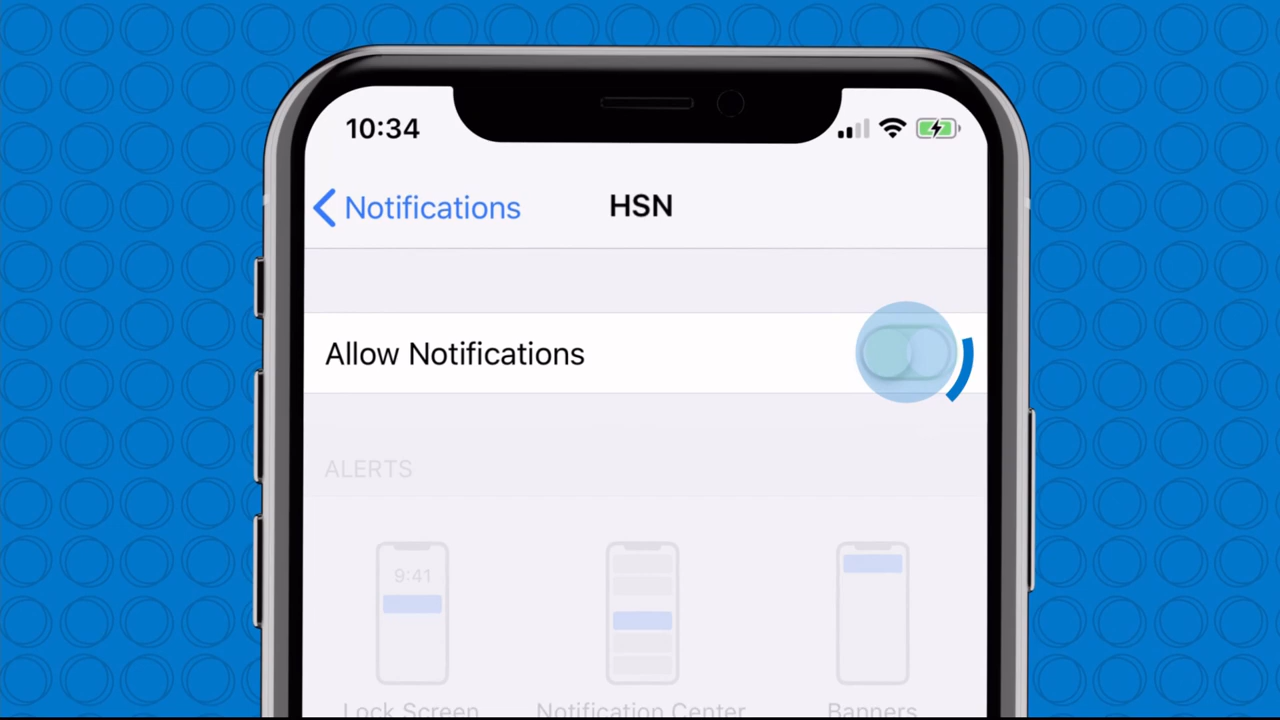 10:34
Notifications
HSN
Allow Notifications
ALERTS
9:41
Lock Screen Notification Center Banners